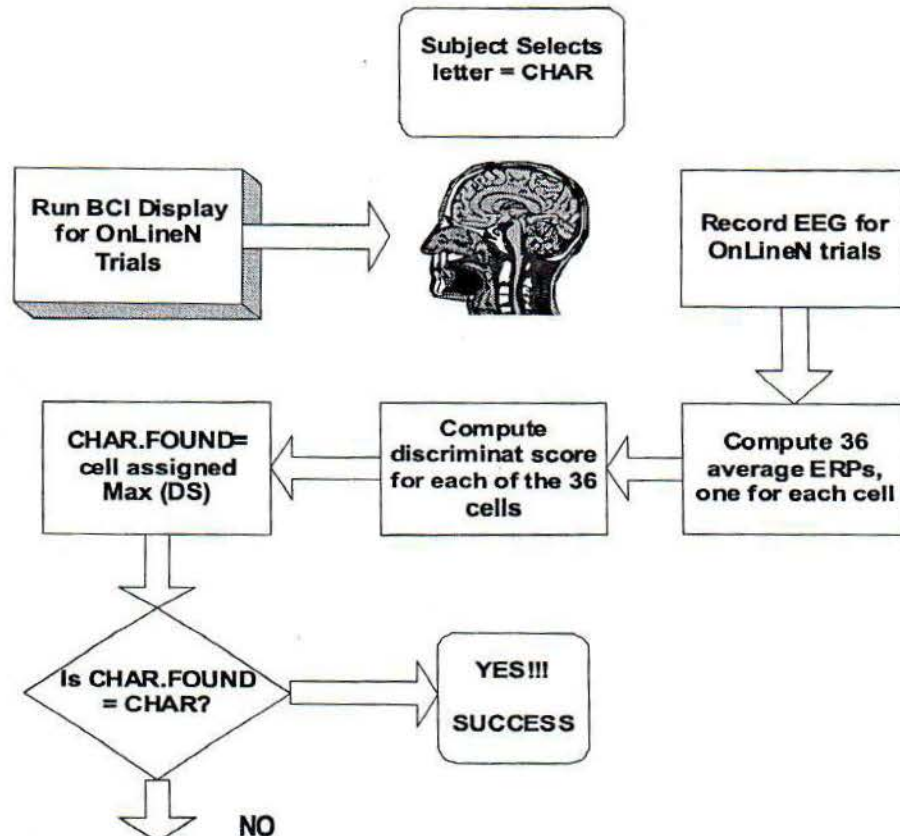 Subject Selects
letter = CHAR
Run BCI Display
for OnLineN
Trials
Record EEG for
OnLineN trials
CHAR.FOUND=
cell assigned
Max (DS)
Compute
discriminat score
for each of the 36
cells
Compute 36
average ERPs,
one for each cell
Is CHAR.FOUND
= CHAR?
YES!!!
SUCCESS
NO